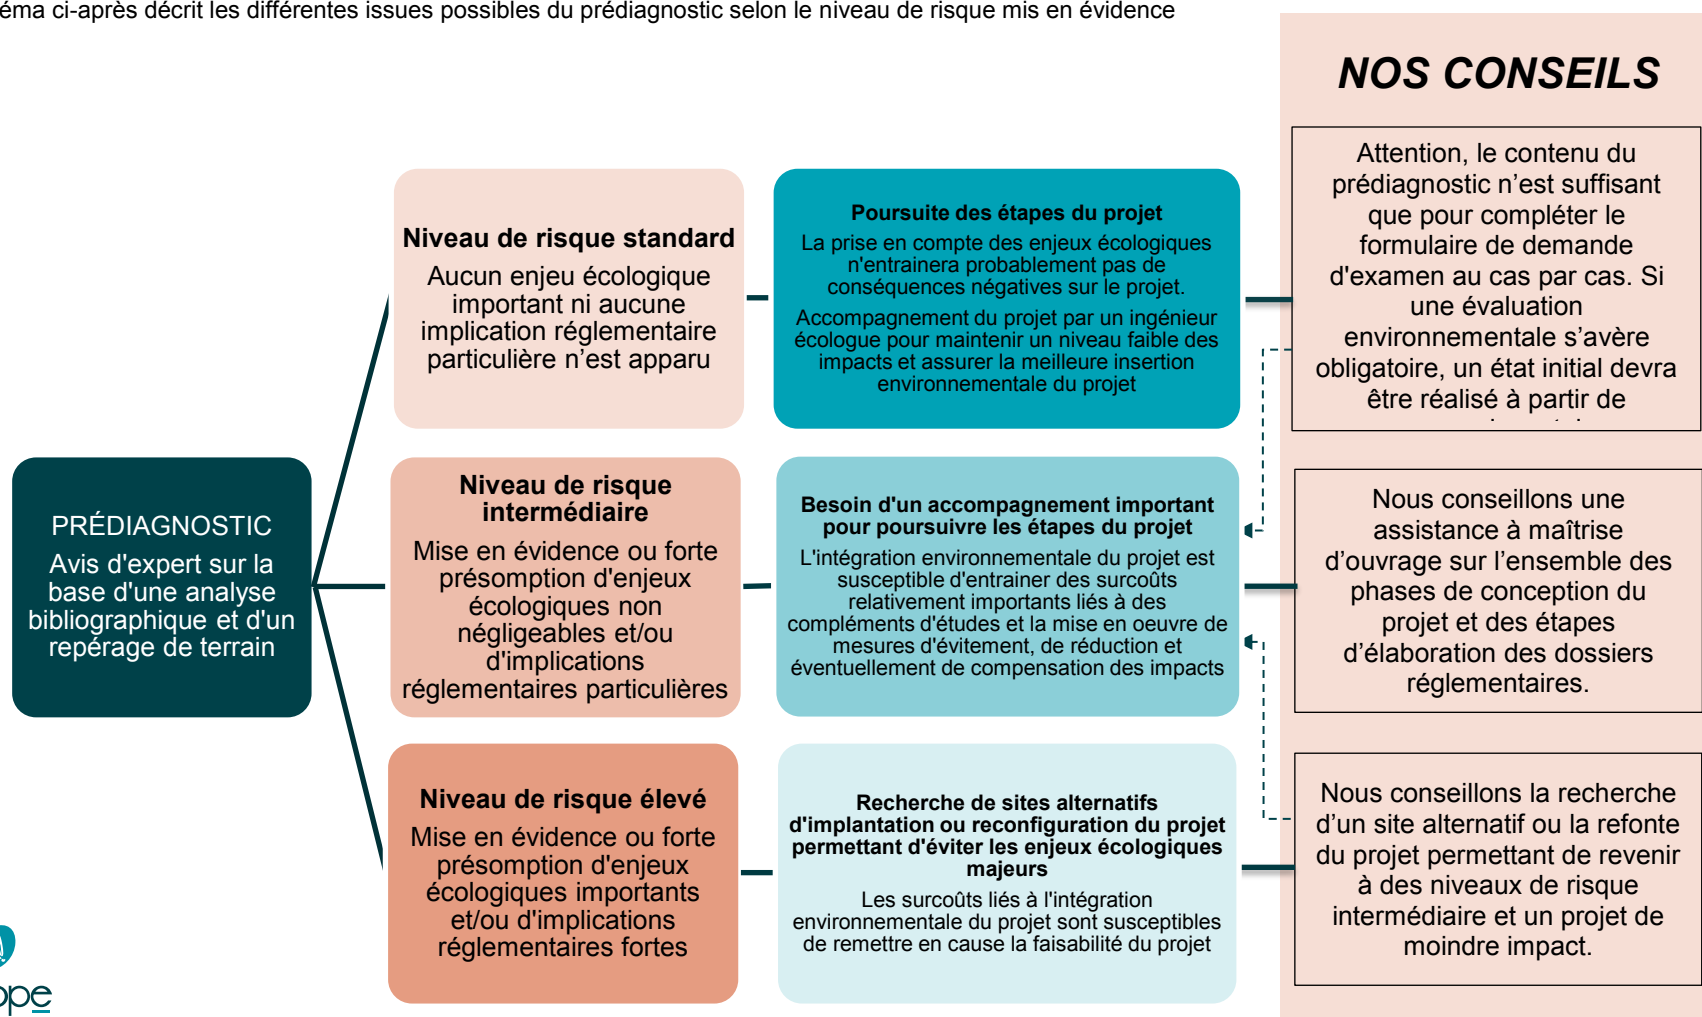 éma ci-après décrit les différentes issues possibles du prédiagnostic selon le niveau de risque mis en évidence
NOS CONSEILS
PRÉDIAGNOSTIC
Avis d'expert sur la
base d'une analyse
bibliographique et d'un
repérage de terrain
Niveau de risque standard
Aucun enjeu écologique
important ni aucune
implication réglementaire
particulière n’est apparu
Poursuite des étapes du projet
La prise en compte des enjeux écologiques
n'entrainera probablement pas de
conséquences négatives sur le projet.
Accompagnement du projet par un ingénieur
écologue pour maintenir un niveau faible des
impacts et assurer la meilleure insertion
environnementale du projet
Attention, le contenu du
prédiagnostic n’est suffisant
que pour compléter le
formulaire de demande
d'examen au cas par cas. Si
une évaluation
environnementale s’avère
obligatoire, un état initial devra
être réalisé à partir de
Niveau de risque
intermédiaire
Mise en évidence ou forte
présomption d'enjeux
écologiques non
négligeables et/ou
d'implications
réglementaires particulières
Besoin d'un accompagnement important
pour poursuivre les étapes du projet
L'intégration environnementale du projet est
susceptible d'entrainer des surcoûts
relativement importants liés à des
compléments d'études et la mise en oeuvre de
mesures d'évitement, de réduction et
éventuellement de compensation des impacts
Nous conseillons une
assistance à maîtrise
d’ouvrage sur l’ensemble des
phases de conception du
projet et des étapes
d’élaboration des dossiers
réglementaires.
Niveau de risque élevé
Mise en évidence ou forte
présomption d'enjeux
écologiques importants
et/ou d'implications
réglementaires fortes
Recherche de sites alternatifs
d'implantation ou reconfiguration du projet
permettant d'éviter les enjeux écologiques
majeurs
Les surcoûts liés à l'intégration
environnementale du projet sont susceptibles
de remettre en cause la faisabilité du projet
Nous conseillons la recherche
d’un site alternatif ou la refonte
du projet permettant de revenir
à des niveaux de risque
intermédiaire et un projet de
moindre impact.
ope